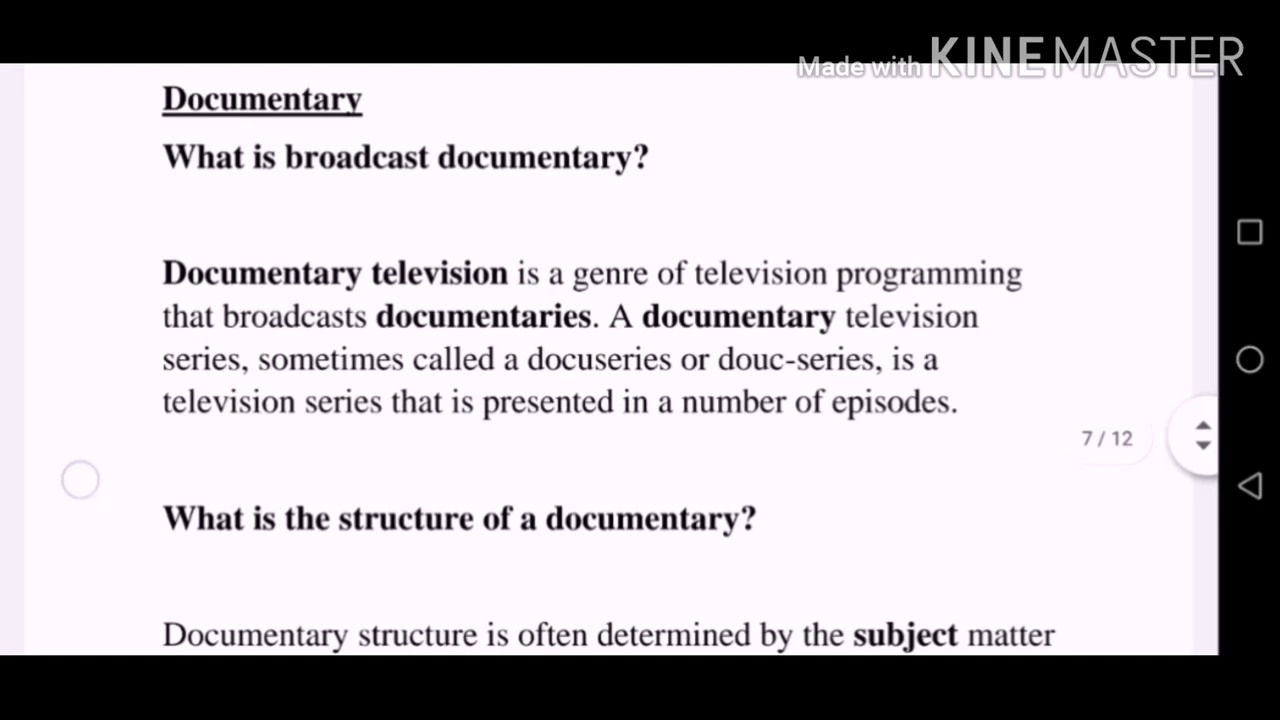 Made with KINEMASTER
Documentary
What is broadcast documentary?
Documentary television is a genre of television programming
that broadcasts documentaries. A documentary television
series, sometimes called a docuseries or douc-series, is a
television series that is presented in a number of episodes.
7 / 12
What is the structure of a documentary?
Documentary structure is often determined by the subject matter